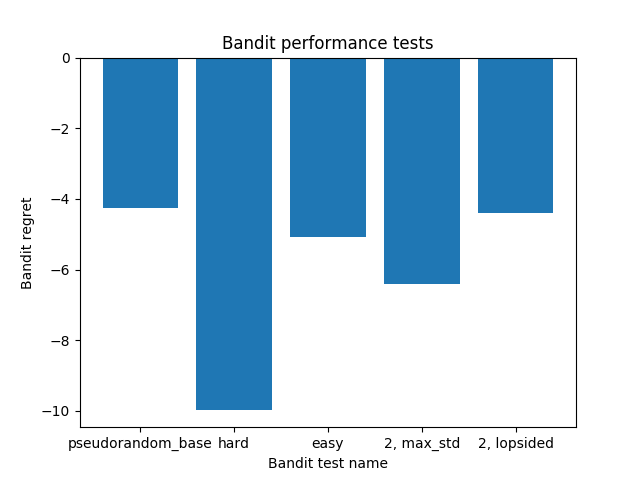 Bandit performance tests
0
−2
−4
−6
−8
−10
Bandit regret
pseudorandom_base hard easy 2, max_std 2, lopsided
Bandit test name